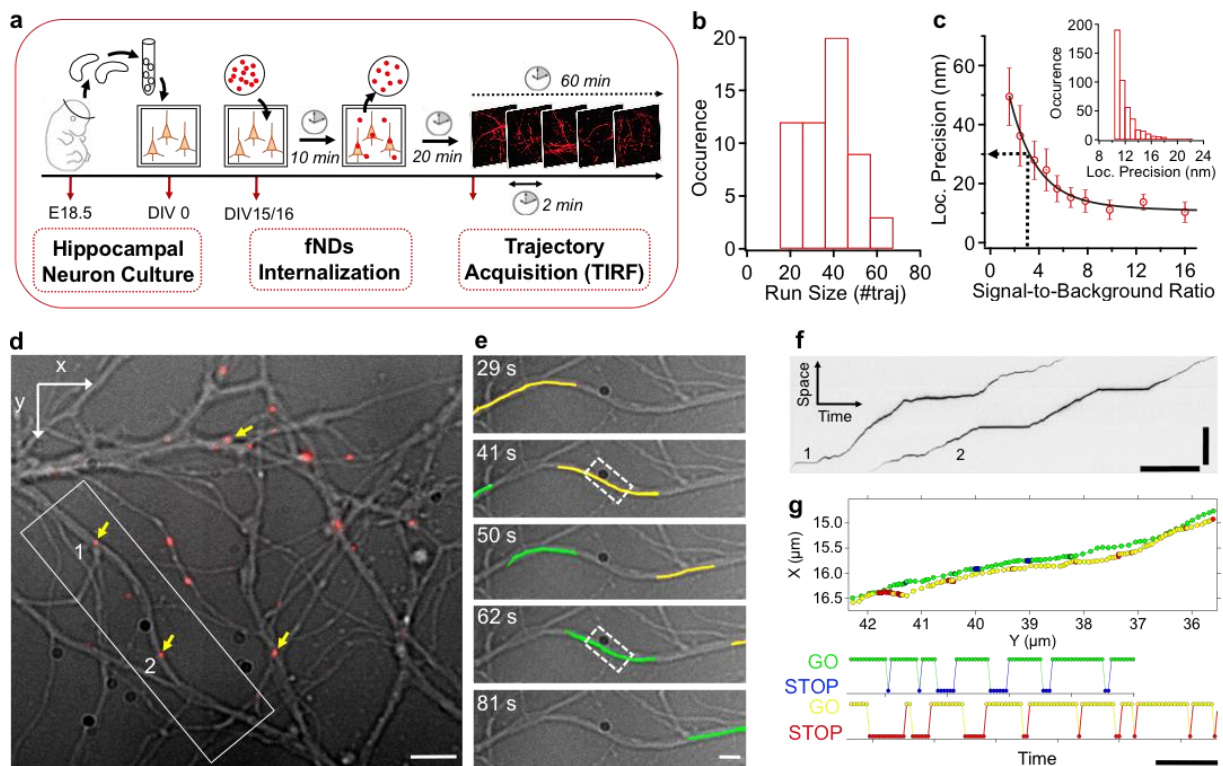 a
60 min
10 min
20 min
2 min
E18.5
DIV 0
DIV15/16
Hippocampal
Neuron Culture
fNDs
Internalization
Trajectory
Acquisition (TIRF)
b
20
15
10
5
0
Occurence
0 20 40 60 80
Run Size (#traj)
c
60
40
20
0
Loc. Precision (nm)
0 4 8 12 16
Signal-to-Background Ratio
200
150
100
50
0
Occurence
8 12 16 20 24
Loc. Precision (nm)
d
x
y
1
2
e
29 s
41 s
50 s
62 s
81 s
f
Space
Time
1
2
g
15.0
15.5
16.0
16.5
X (µm)
42 41 40 39 38 37 36
Y (µm)
GO
STOP
GO
STOP
Time